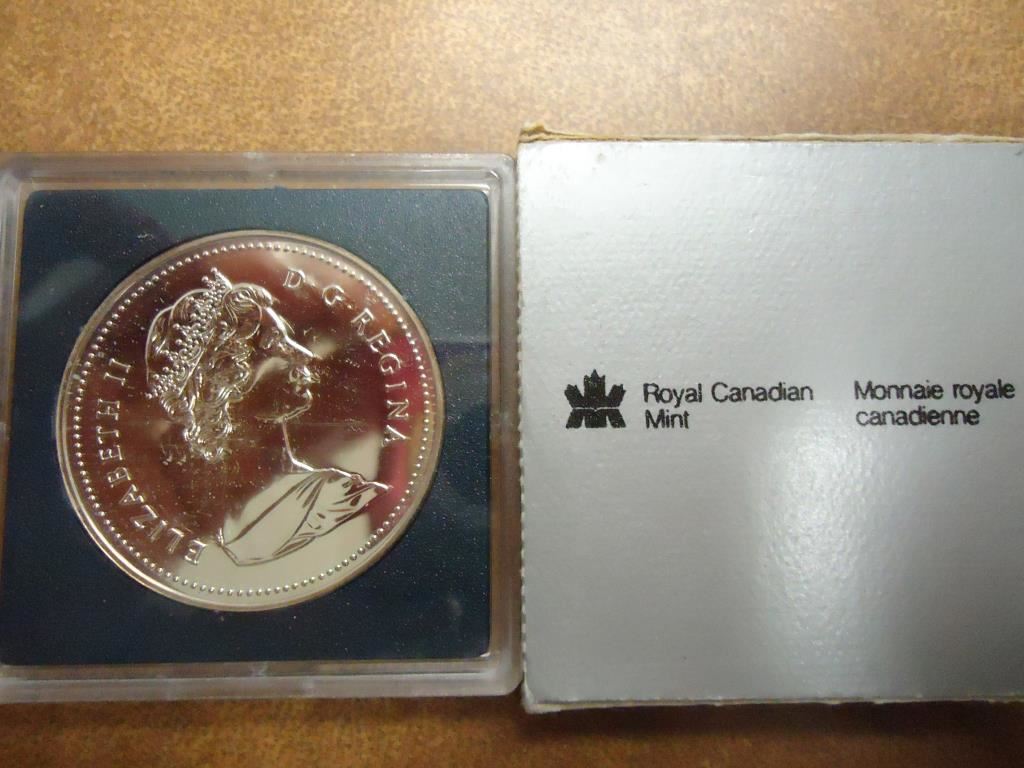 ELIZABETH II D·G·REGINA
Royal Canadian
Mint
Monnaie royale
canadienne